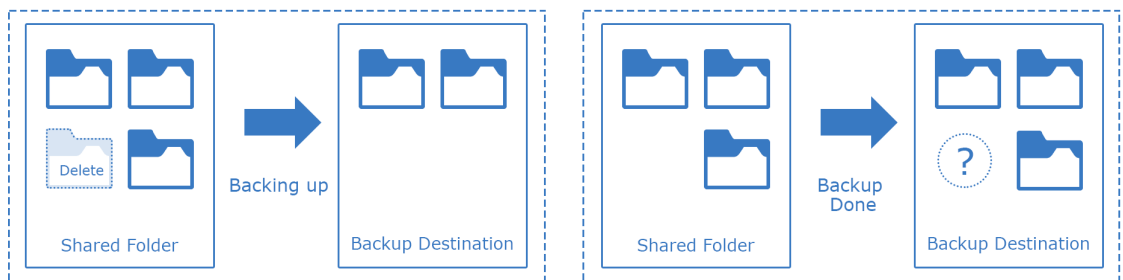 Delete
Backing up
Shared Folder
Backup Destination
?
Backup
Done
Shared Folder
Backup Destination